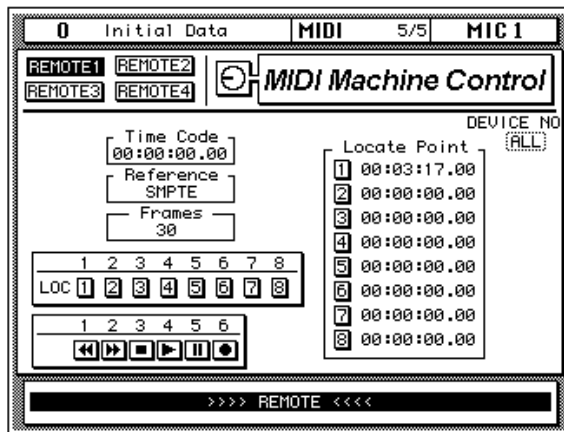 0 Initial Data MIDI 5/5 MIC 1
REMOTE1 REMOTE2
REMOTE3 REMOTE4
MIDI Machine Control
DEVICE NO
ALL
Time Code
00:00:00.00
Reference
SMPTE
Frames
30
Locate Point
1 00:03:17.00
2 00:00:00.00
3 00:00:00.00
4 00:00:00.00
5 00:00:00.00
6 00:00:00.00
7 00:00:00.00
8 00:00:00.00
1 2 3 4 5 6 7 8
LOC 1 2 3 4 5 6 7 8
1 2 3 4 5 6
>>>> REMOTE <<<<